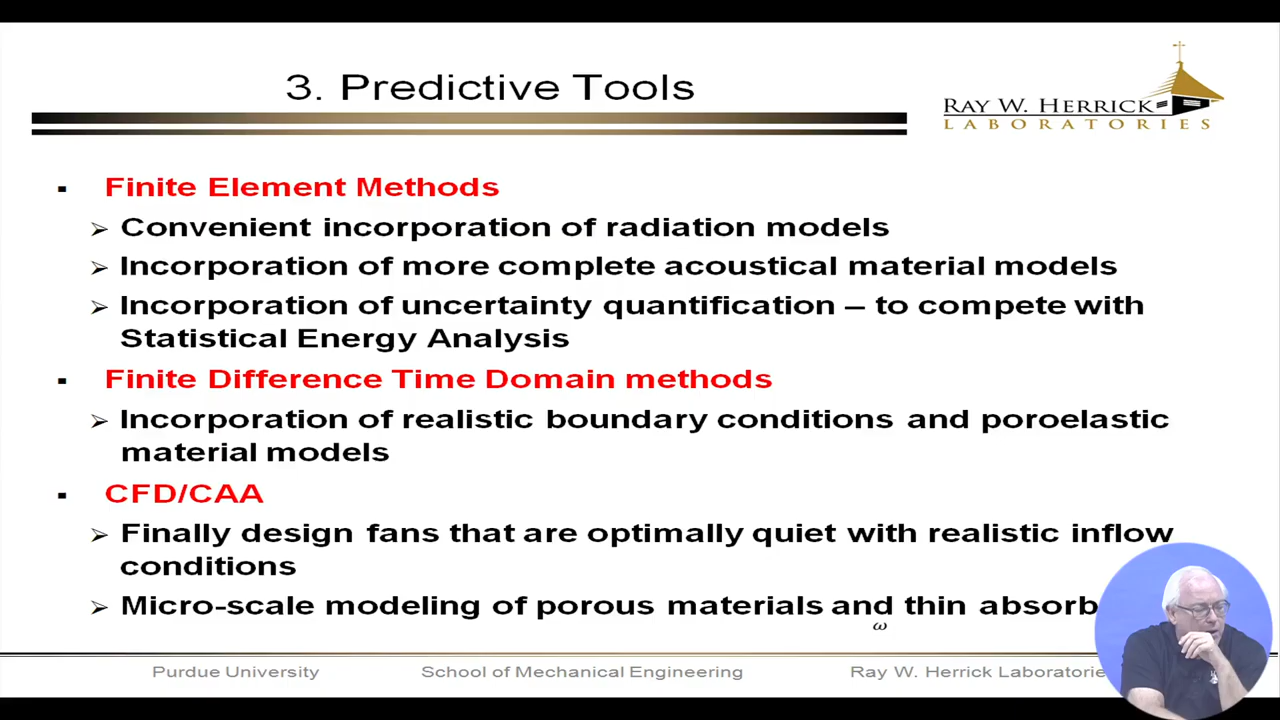 3. Predictive Tools
RAY W. HERRICK
LABORATORIES
Finite Element Methods
Convenient incorporation of radiation models
Incorporation of more complete acoustical material models
Incorporation of uncertainty quantification – to compete with
Statistical Energy Analysis
Finite Difference Time Domain methods
Incorporation of realistic boundary conditions and poroelastic
material models
CFD/CAA
Finally design fans that are optimally quiet with realistic inflow
conditions
Micro-scale modeling of porous materials and thin
ω
Purdue University School of Mechanical Engineering Ray W. Herrick